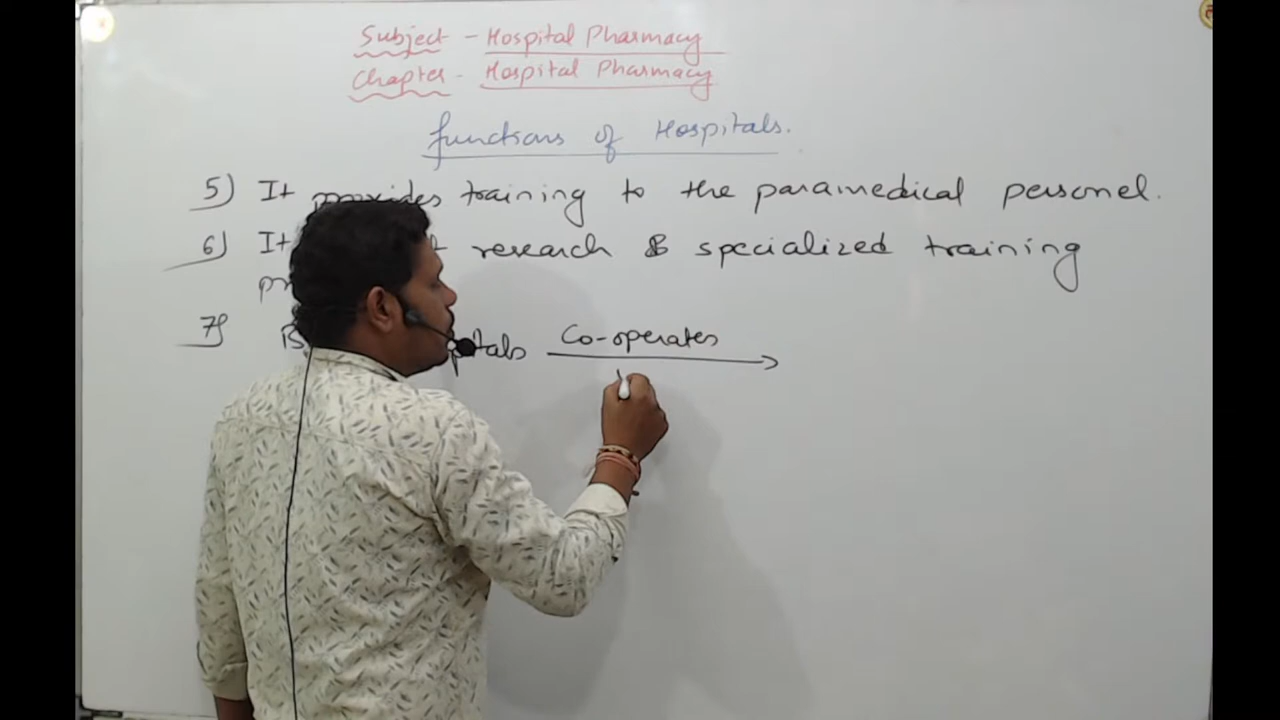 Subject - Hospital Pharmacy
Chapter - Hospital Pharmacy
functions of Hospitals.
5) It provides training to the paramedical personel.
6) It research & specialized training
7) Co-operates